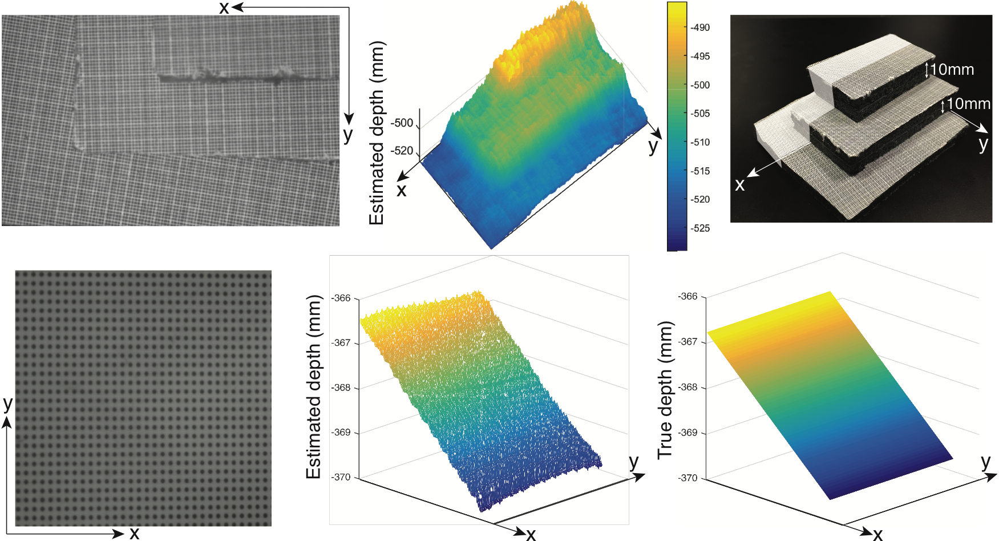 x
y
Estimated depth (mm)
-500
-520
x
y
-490
-495
-500
-505
-510
-515
-520
-525
10mm
10mm
y
x
y
x
Estimated depth (mm)
-366
-367
-368
-369
-370
y
x
True depth (mm)
-366
-367
-368
-369
-370
y
x